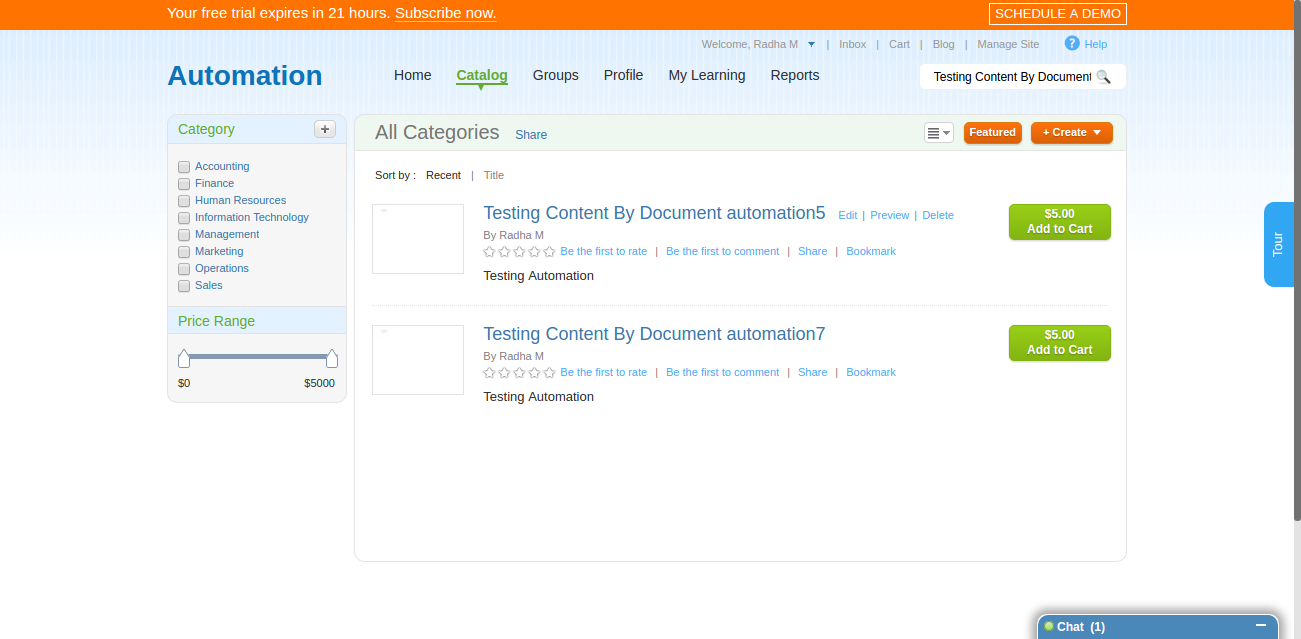 Your free trial expires in 21 hours. Subscribe now.
SCHEDULE A DEMO
Welcome, Radha M | Inbox | Cart | Blog | Manage Site ? Help
Automation
Home Catalog Groups Profile My Learning Reports
Testing Content By Document
Category +
Accounting
Finance
Human Resources
Information Technology
Management
Marketing
Operations
Sales
Price Range
$0 $5000
All Categories Share
Featured
+ Create
Sort by : Recent | Title
Testing Content By Document automation5 Edit | Preview | Delete
By Radha M
Be the first to rate | Be the first to comment | Share | Bookmark
Testing Automation
$5.00
Add to Cart
Testing Content By Document automation7
By Radha M
Be the first to rate | Be the first to comment | Share | Bookmark
Testing Automation
$5.00
Add to Cart
Tour
Chat (1)